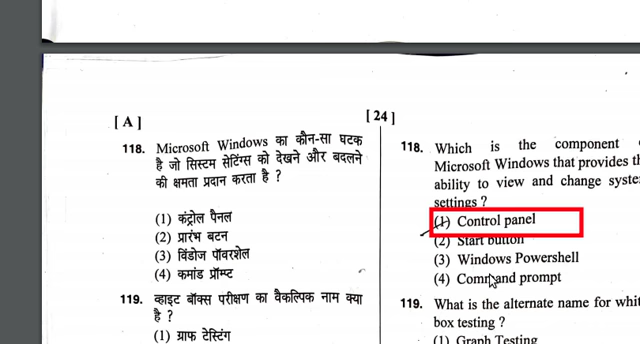 [ A ]
[ 24 ]
118. Microsoft Windows का कौन-सा घटक
है जो सिस्टम सेटिंग्स को देखने और बदलने
की क्षमता प्रदान करता है ?
(1) कंट्रोल पैनल
(2) प्रारंभ बटन
(3) विंडोज पॉवरशेल
(4) कमांड प्रॉम्प्ट
119. व्हाइट बॉक्स परीक्षण का वैकल्पिक नाम क्या
है ?
(1) ग्राफ टेस्टिंग
118. Which is the component
Microsoft Windows that provides th
ability to view and change syste
settings ?
(1) Control panel
(2) Start button
(3) Windows Powershell
(4) Command prompt
119. What is the alternate name for whit
box testing ?
(1) Graph Testing